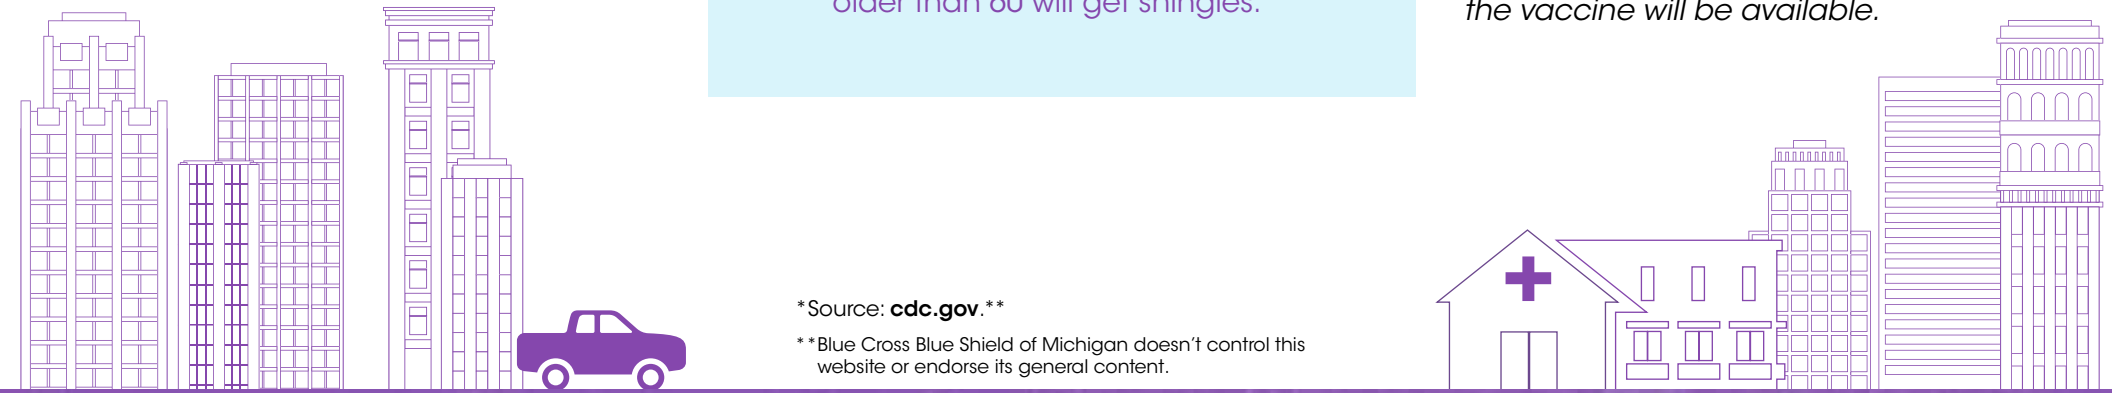 older than 60 will get shingles.
the vaccine will be available.
*Source: cdc.gov.**
**Blue Cross Blue Shield of Michigan doesn't control this
website or endorse its general content.